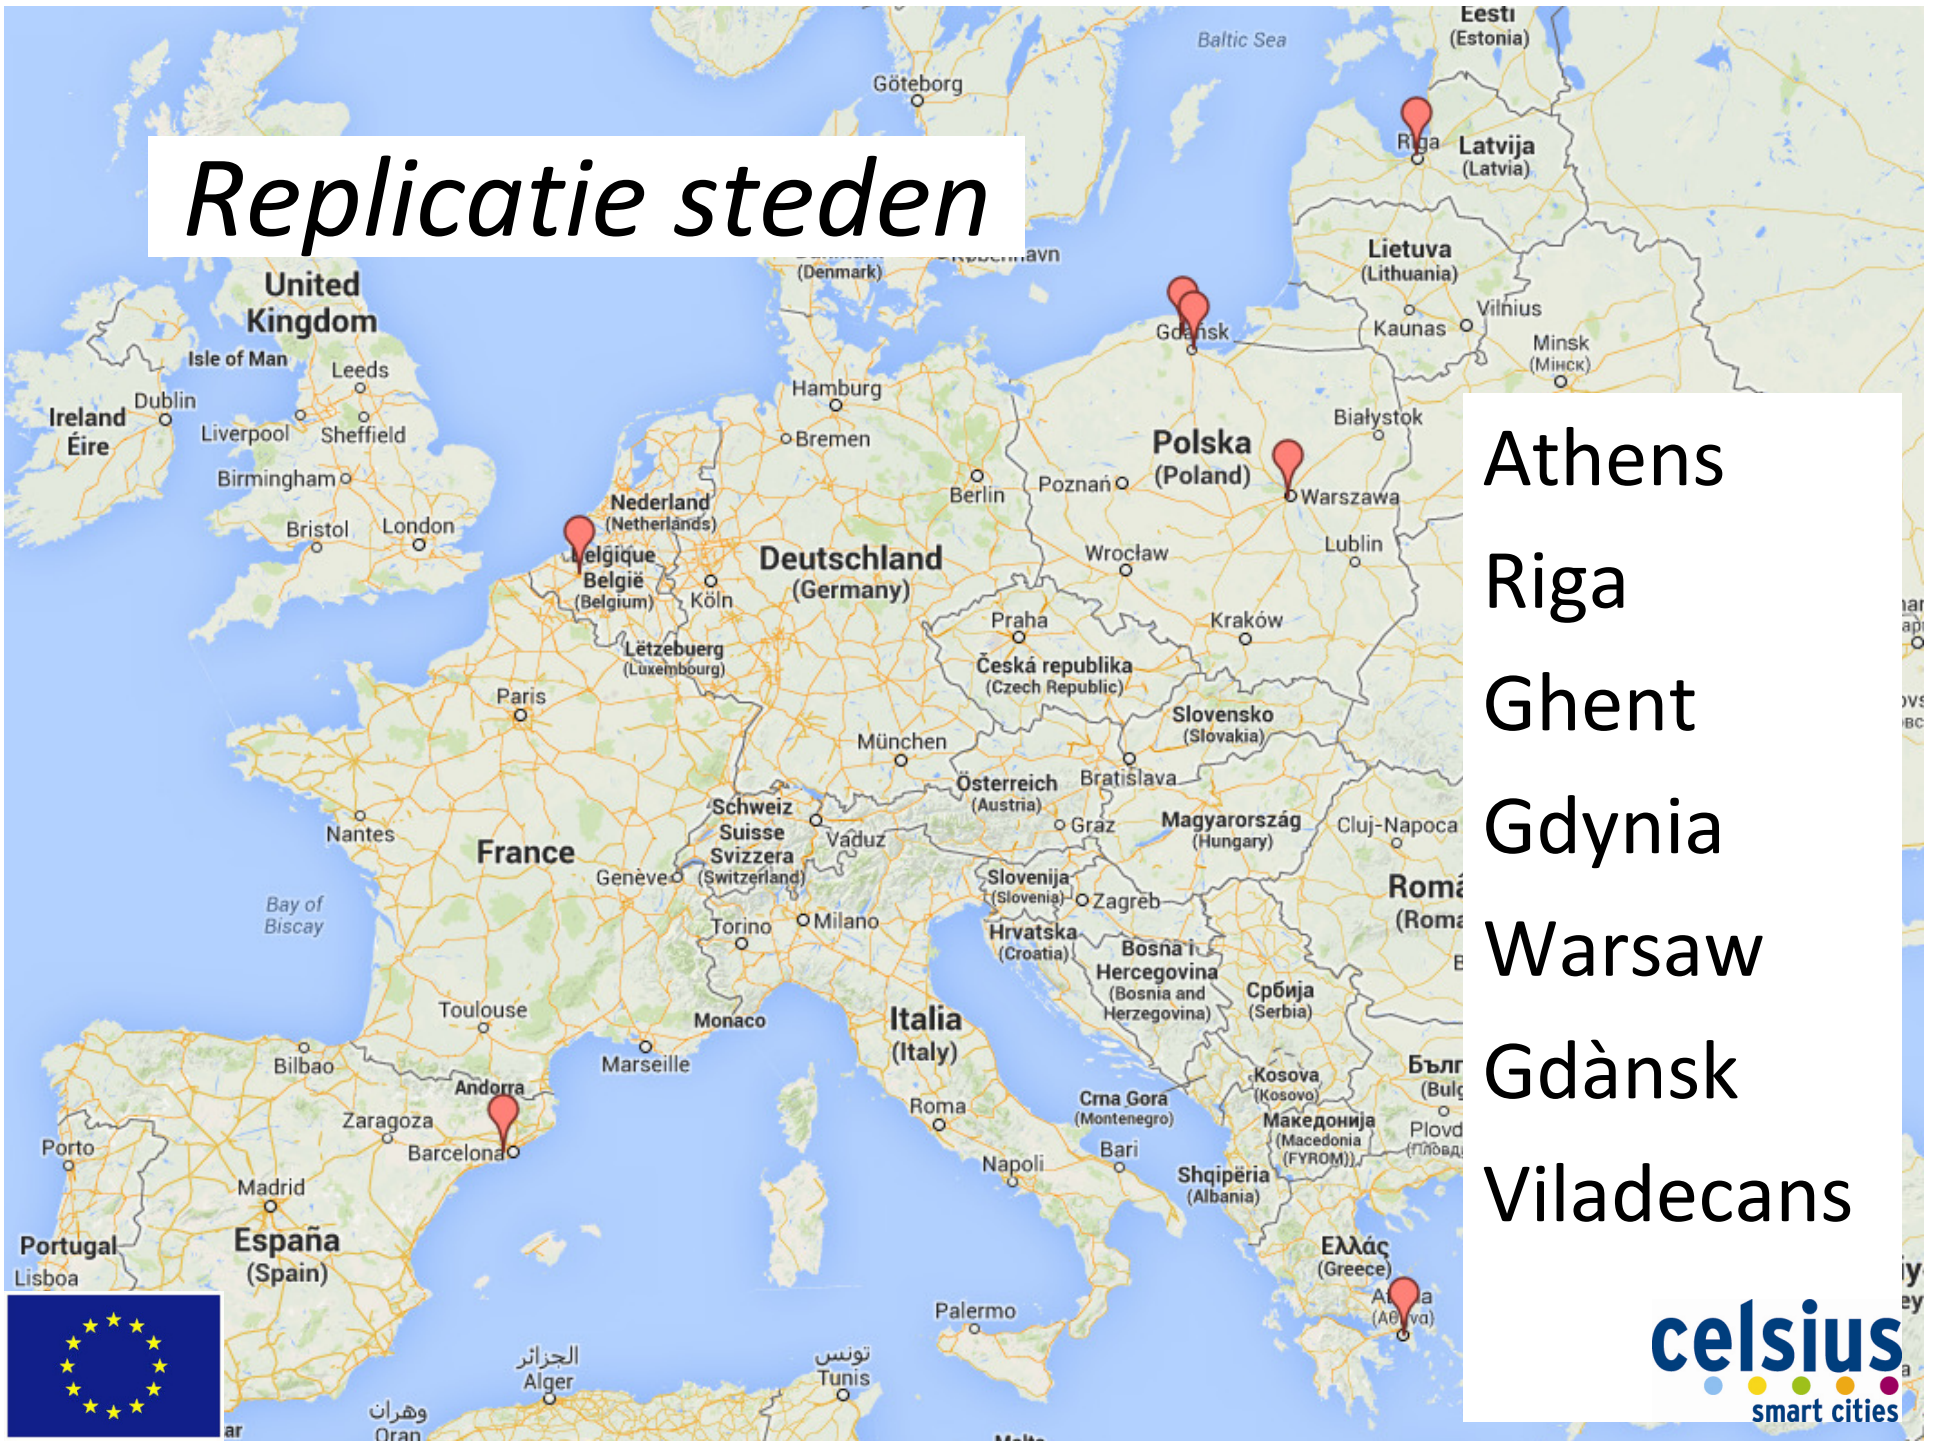 Replicatie steden
Athens
Riga
Ghent
Gdynia
Warsaw
Gdànsk
Viladecans
celsius
smart cities
Eesti
(Estonia)
Baltic Sea
Göteborg
Rīga
Latvija
(Latvia)
Lietuva
(Lithuania)
(Denmark)
United
Kingdom
Isle of Man
Leeds
Dublin
Ireland
Éire
Liverpool
Sheffield
Birmingham
Bristol
London
Hamburg
Bremen
Berlin
Gdańsk
Kaunas
Vilnius
Minsk
(Мінск)
Białystok
Polska
(Poland)
Poznań
Warszawa
Lublin
Wrocław
Kraków
Nederland
(Netherlands)
Belgique
België
(Belgium)
Köln
Deutschland
(Germany)
Lëtzebuerg
(Luxembourg)
Praha
Česká republika
(Czech Republic)
Slovensko
(Slovakia)
Paris
München
Österreich
(Austria)
Bratislava
Graz
Magyarország
(Hungary)
Cluj-Napoca
Schweiz
Suisse
Svizzera
(Switzerland)
Vaduz
Nantes
France
Genève
Slovenija
(Slovenia)
Zagreb
Bay of
Biscay
Torino
Milano
Hrvatska
(Croatia)
Bosna i
Hercegovina
(Bosnia and
Herzegovina)
Србија
(Serbia)
Toulouse
Monaco
Italia
(Italy)
Marseille
Bilbao
Andorra
Kosova
(Kosovo)
Crna Gora
(Montenegro)
Македонија
(Macedonia
(FYROM))
Roma
Zaragoza
Barcelona
Porto
Bari
Napoli
Shqipëria
(Albania)
Madrid
España
(Spain)
Portugal
Lisboa
Ελλάς
(Greece)
Palermo
الجزائر
Alger
تونس
Tunis
وهران
Oran